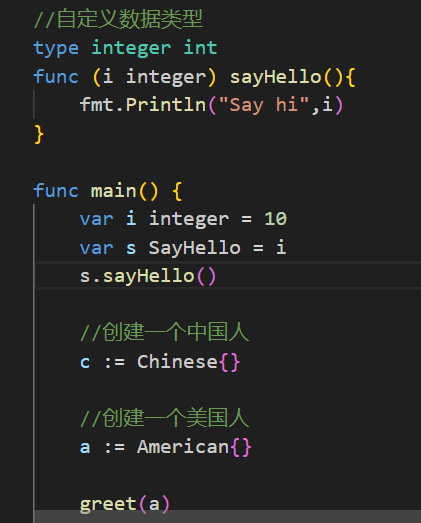 //自定义数据类型
type integer int
func (i integer) sayHello(){
    fmt.Println("Say hi",i)
}
func main() {
    var i integer = 10
    var s SayHello = i
    s.sayHello()
    //创建一个中国人
    c := Chinese{}
    //创建一个美国人
    a := American{}
    greet(a)